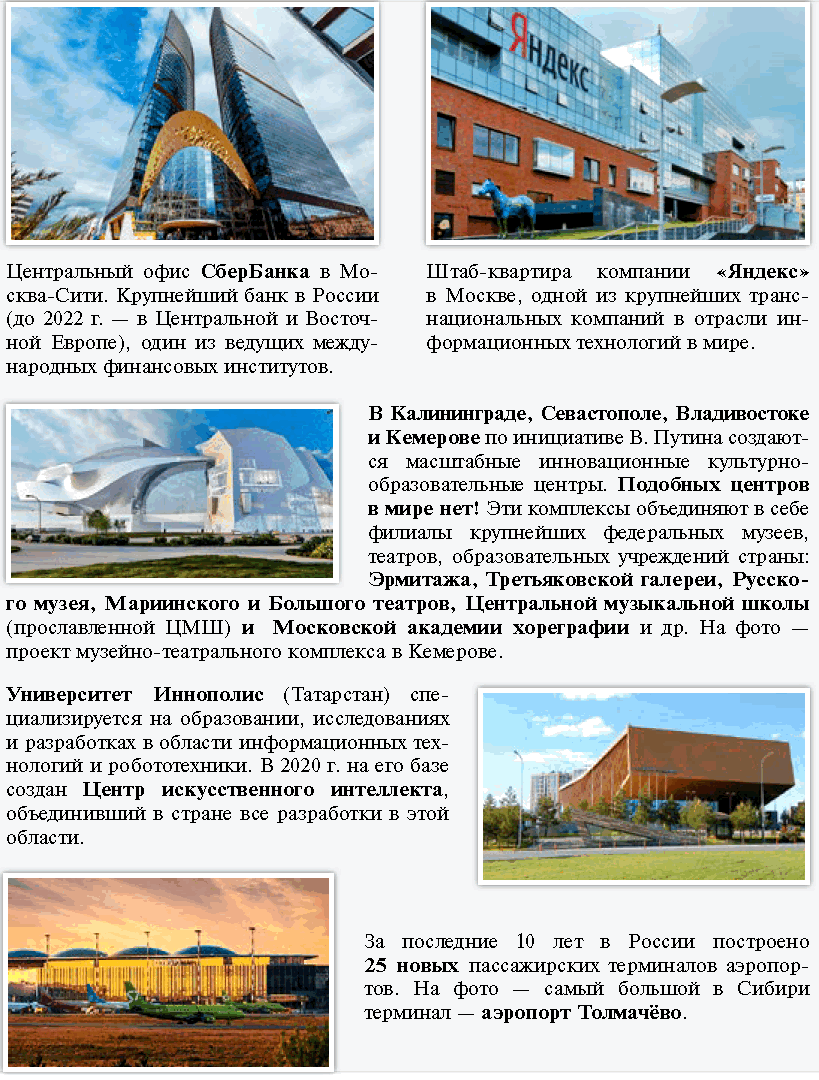 Яндекс
Центральный офис СберБанка в Мо-
сква-Сити. Крупнейший банк в России
(до 2022 г. — в Центральной и Восточ-
ной Европе), один из ведущих между-
народных финансовых институтов.
Штаб-квартира компании «Яндекс»
в Москве, одной из крупнейших транс-
национальных компаний в отрасли ин-
формационных технологий в мире.
В Калининграде, Севастополе, Владивостоке
и Кемерове по инициативе В. Путина создают-
ся масштабные инновационные культурно-
образовательные центры. Подобных центров
в мире нет! Эти комплексы объединяют в себе
филиалы крупнейших федеральных музеев,
театров, образовательных учреждений страны:
Эрмитажа, Третьяковской галереи, Русско-
го музея, Мариинского и Большого театров, Центральной музыкальной школы
(прославленной ЦМШ) и Московской академии хореграфии и др. На фото —
проект музейно-театрального комплекса в Кемерове.
Университет Иннополис (Татарстан) спе-
циализируется на образовании, исследованиях
и разработках в области информационных тех-
нологий и робототехники. В 2020 г. на его базе
создан Центр искусственного интеллекта,
объединивший в стране все разработки в этой
области.
За последние 10 лет в России построено
25 новых пассажирских терминалов аэропор-
тов. На фото — самый большой в Сибири
терминал — аэропорт Толмачёво.